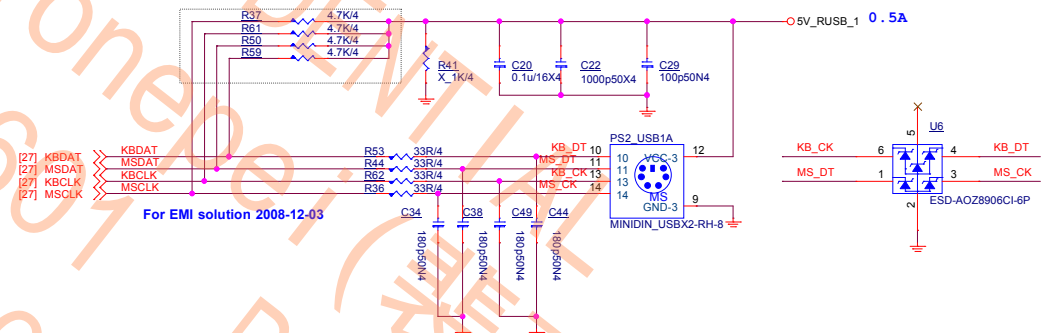 R37 4.7K/4
R61 4.7K/4
R50 4.7K/4
R59 4.7K/4
R41
X_1K/4
C20
0.1u/16X4
C22
1000p50X4
C29
100p50N4
5V_RUSB_1 0.5A
[27] KBDAT
[27] MSDAT
[27] KBCLK
[27] MSCLK
KBDAT
MSDAT
KBCLK
MSCLK
R53 33R/4
R44 33R/4
R62 33R/4
R36 33R/4
KB_DT 10
MS_DT 11
KB_CK 13
MS_CK 14
PS2_USB1A
10 VCC-3 12
11
13
14 MS
GND-3 9
MINIDIN_USBX2-RH-8
For EMI solution 2008-12-03
C34
180p50N4
C38
180p50N4
C49
180p50N4
C44
180p50N4
U6
5
KB_CK 6 4 KB_DT
MS_DT 1 3 MS_CK
2
ESD-AOZ8906CI-6P